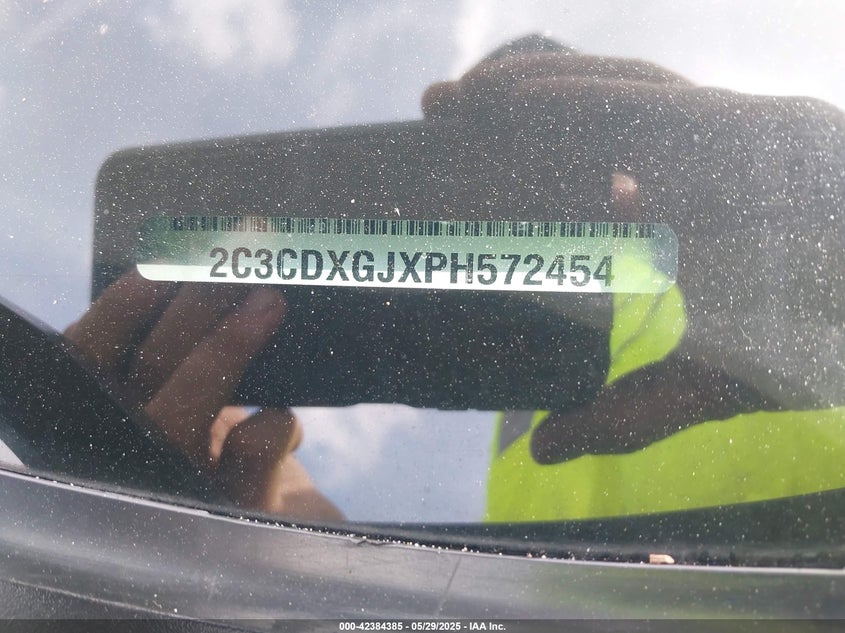 2C3CDXGJXPH572454
000-42384385 - 05/29/2025 - IAA Inc.